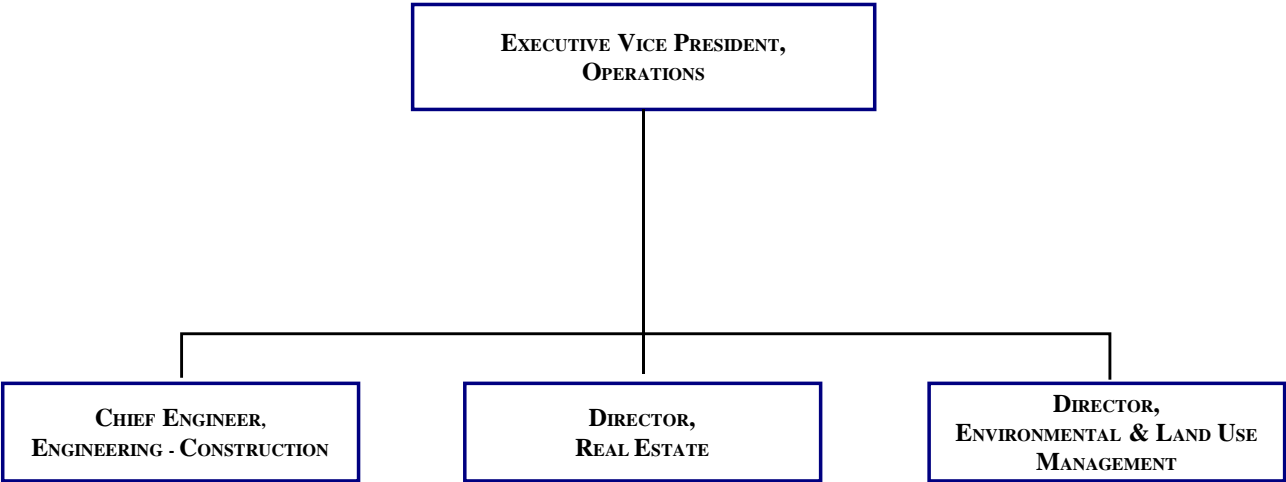 EXECUTIVE VICE PRESIDENT,
OPERATIONS
CHIEF ENGINEER,
ENGINEERING - CONSTRUCTION
DIRECTOR,
REAL ESTATE
DIRECTOR,
ENVIRONMENTAL & LAND USE
MANAGEMENT